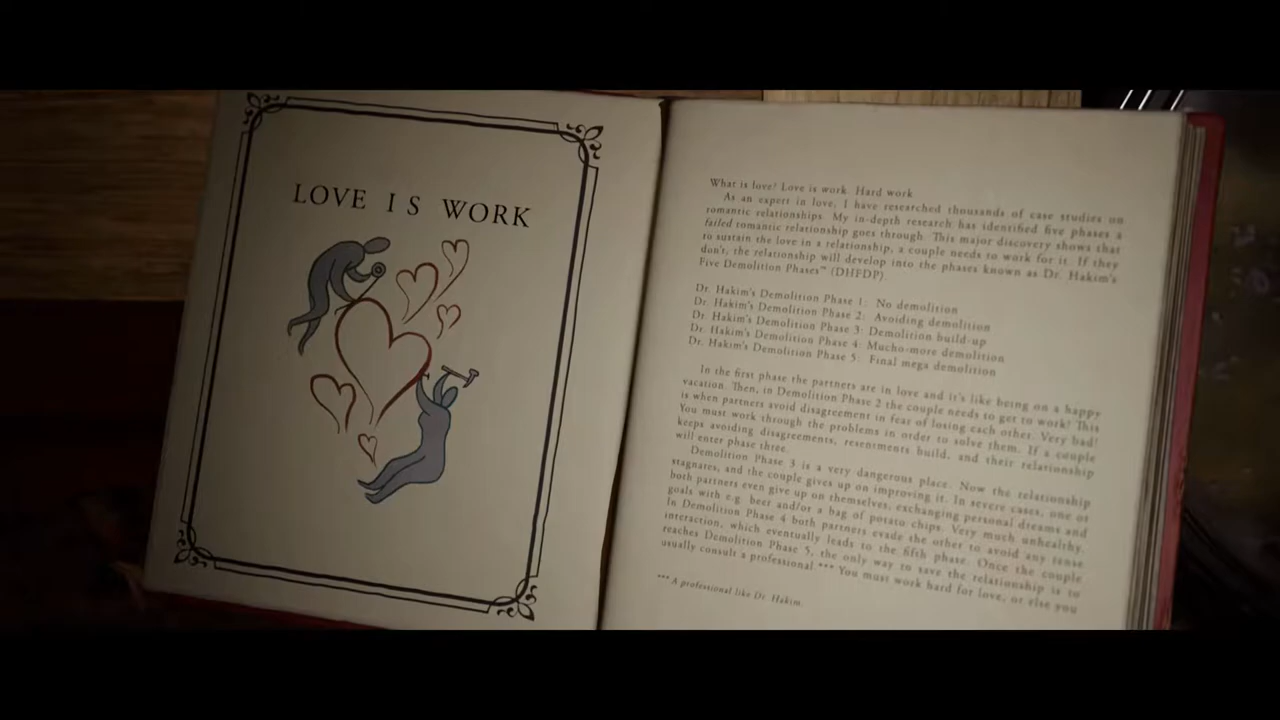 LOVE IS WORK
What is love? Love is work. Hard work
As an expert in love, I have researched thousands of case studies on
romantic relationships. My in-depth research has identified five phases a
failed romantic relationship goes through. This major discovery shows that
to sustain the love in a relationship, a couple needs to work for it. If they
don't, the relationship will develop into the phases known as Dr. Hakim's
Five Demolition Phases™ (DHFDP).
Dr. Hakim's Demolition Phase 1: No demolition
Dr. Hakim's Demolition Phase 2: Avoiding demolition
Dr. Hakim's Demolition Phase 3: Demolition build-up
Dr. Hakim's Demolition Phase 4: Mucho-more demolition
Dr. Hakim's Demolition Phase 5: Final mega demolition
In the first phase the partners are in love and it's like being on a happy
vacation. Then, in Demolition Phase 2 the couple needs to get to work! This
is when partners avoid disagreement in fear of losing each other. Very bad!
You must work through the problems in order to solve them. If a couple
keeps avoiding disagreements, resentments build, and their relationship
will enter phase three.
Demolition Phase 3 is a very dangerous place. Now the relationship
stagnates, and the couple gives up on improving it. In severe cases, one or
both partners even give up on themselves, exchanging personal dreams and
goals with e.g. beer and/or a bag of potato chips. Very much unhealthy.
In Demolition Phase 4 both partners evade the other to avoid any tense
interaction, which eventually leads to the fifth phase. Once the couple
reaches Demolition Phase 5, the only way to save the relationship is to
usually consult a professional.*** You must work hard for love, or else you
*** A professional like Dr. Hakim.